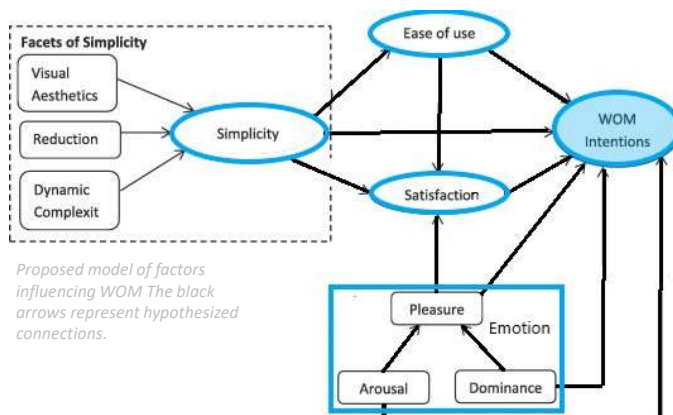 Facets of Simplicity
Visual
Aesthetics
Reduction
Dynamic
Complexit
Simplicity
Ease of use
WOM
Intentions
Satisfaction
Proposed model of factors
influencing WOM The black
arrows represent hypothesized
connections.
Pleasure
Emotion
Arousal
Dominance